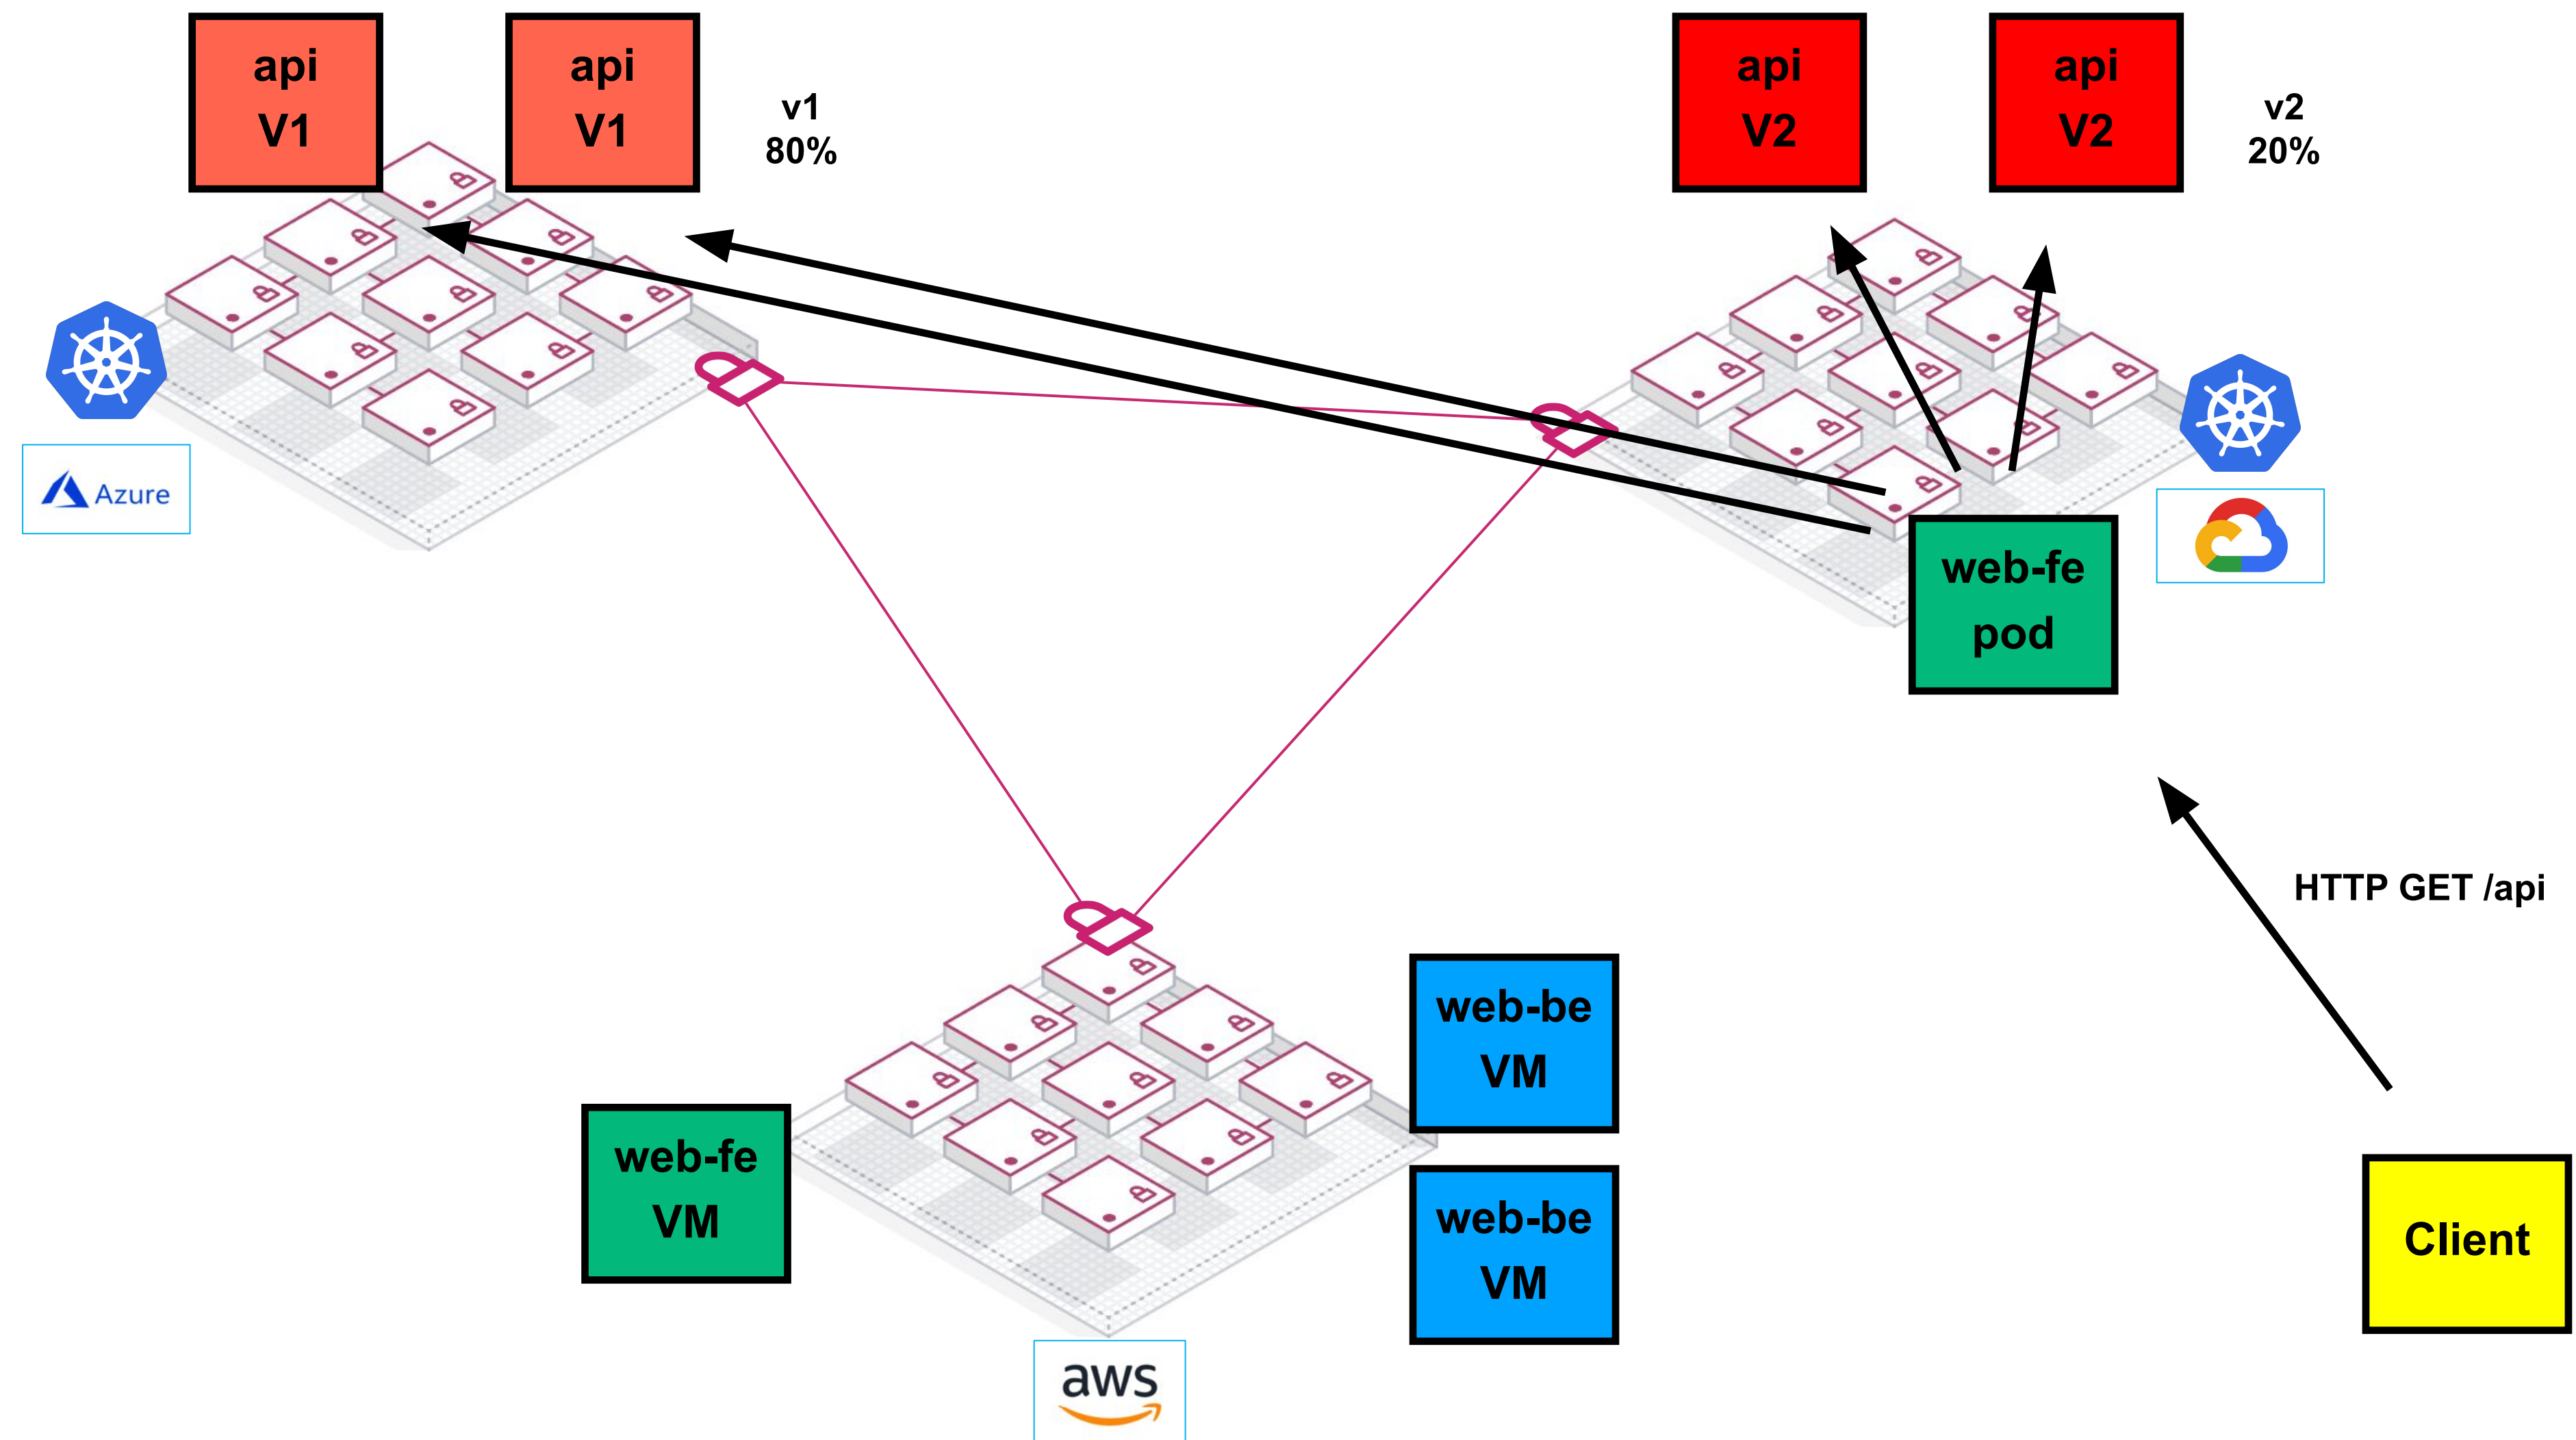 api
V1
api
V1
v1
80%
api
V2
api
V2
v2
20%
Azure
web-fe
pod
HTTP GET /api
web-be
VM
web-fe
VM
web-be
VM
Client
aws